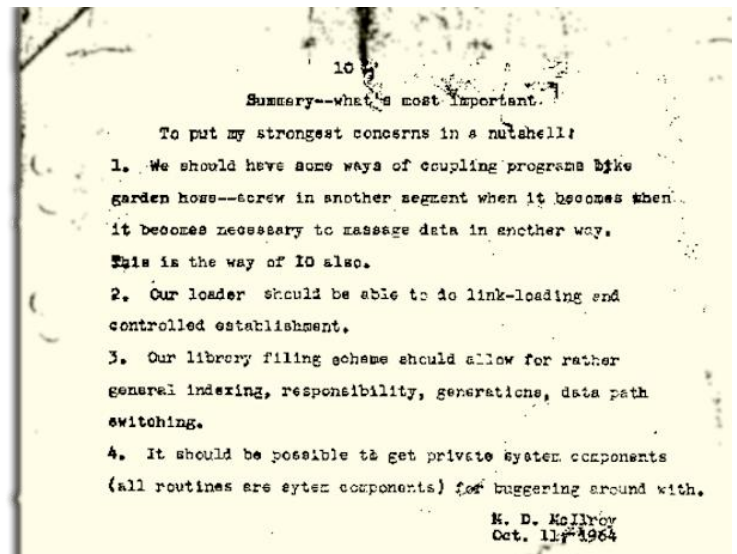 10
Summary--what's most important.
To put my strongest concerns in a nutshell:
1. We should have some ways of coupling programs like
garden hose--screw in another segment when it becomes when
it becomes necessary to massage data in another way.
This is the way of IO also.
2. Our loader should be able to do link-loading and
controlled establishment.
3. Our library filing scheme should allow for rather
general indexing, responsibility, generations, data path
switching.
4. It should be possible to get private system components
(all routines are sytem components) for buggering around with.
M. D. McIlroy
Oct. 11, 1964